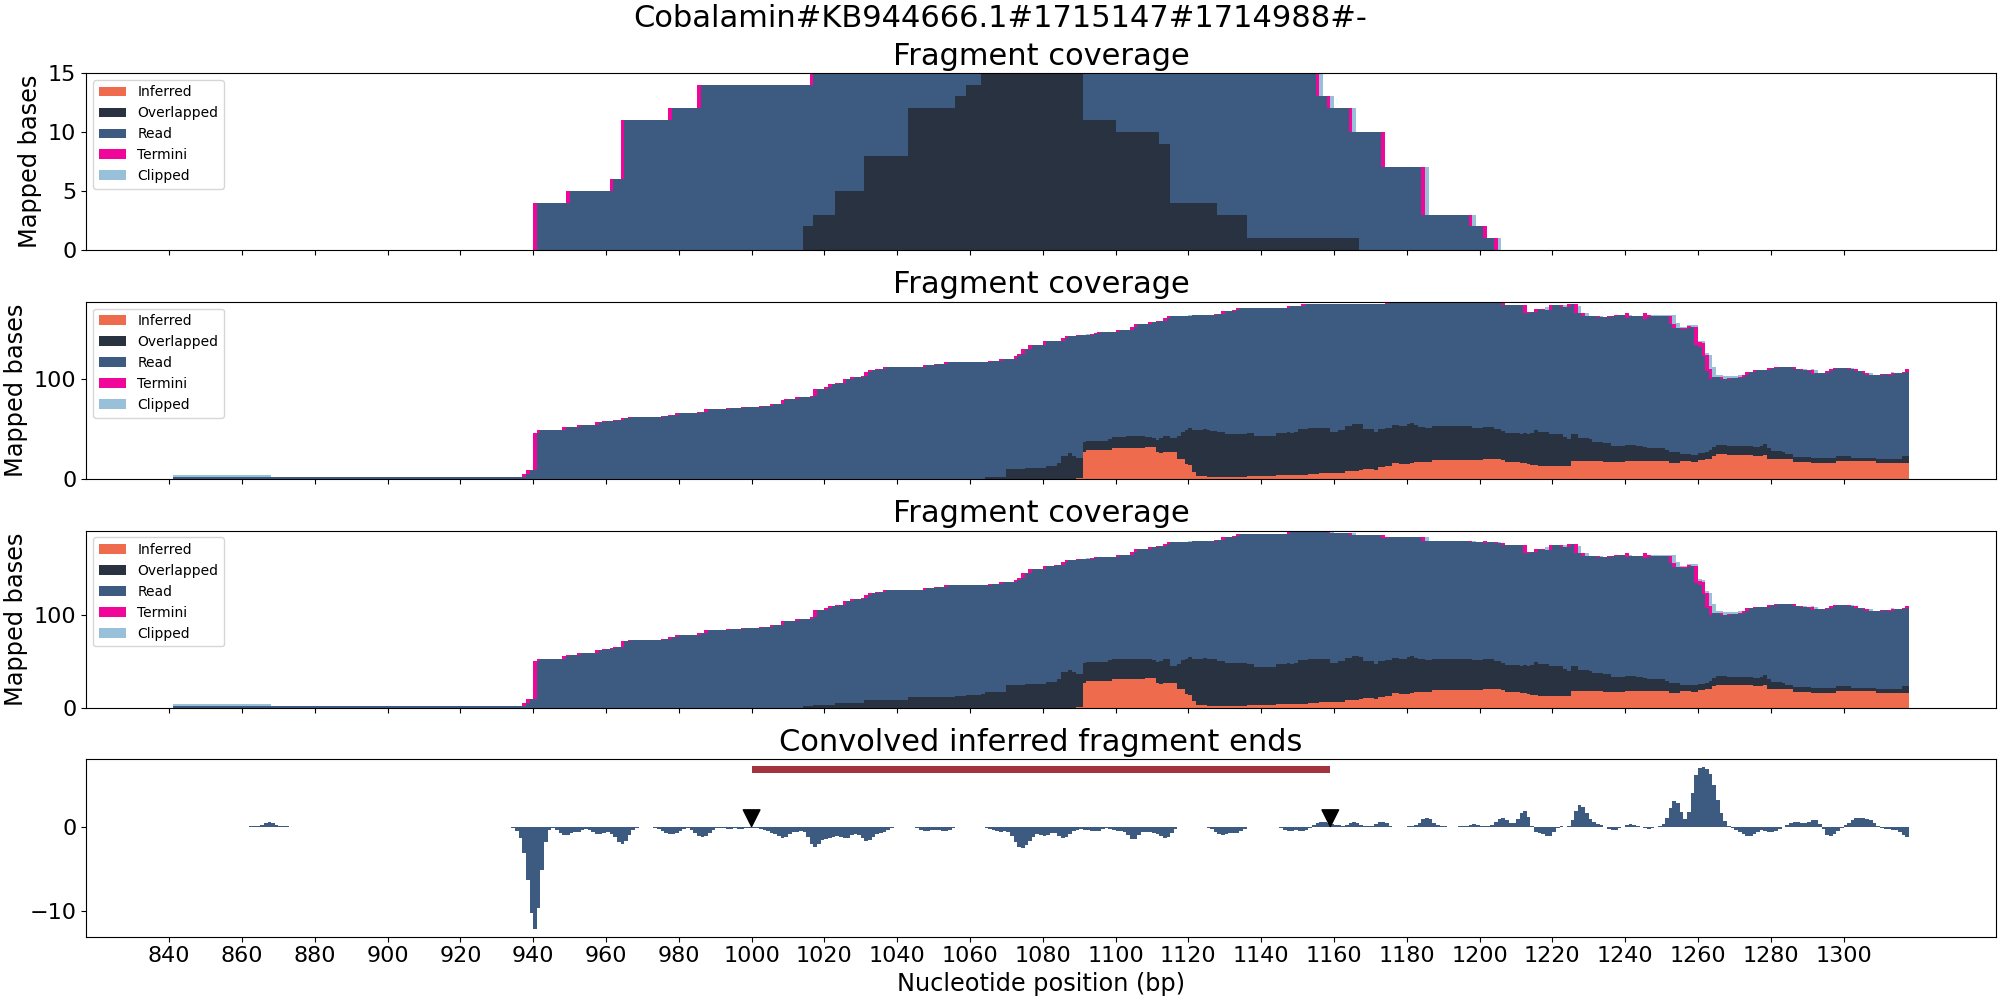 Cobalamin#KB944666.1#1715147#1714988#-
Fragment coverage
Mapped bases
15
10
5
0
Inferred
Overlapped
Read
Termini
Clipped
Fragment coverage
Mapped bases
100
0
Inferred
Overlapped
Read
Termini
Clipped
Fragment coverage
Mapped bases
100
0
Inferred
Overlapped
Read
Termini
Clipped
Convolved inferred fragment ends
0
−10
840 860 880 900 920 940 960 980 1000 1020 1040 1060 1080 1100 1120 1140 1160 1180 1200 1220 1240 1260 1280 1300
Nucleotide position (bp)